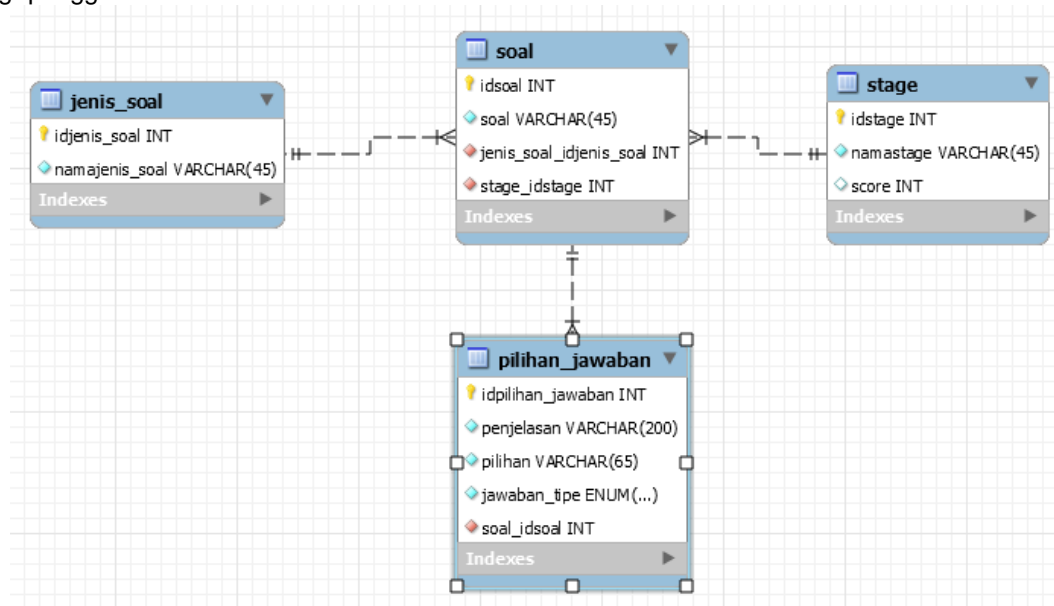 jenis_soal
idjenis_soal INT
namajenis_soal VARCHAR(45)
Indexes
soal
idsoal INT
soal VARCHAR(45)
jenis_soal_idjenis_soal INT
stage_idstage INT
Indexes
stage
idstage INT
namastage VARCHAR(45)
score INT
Indexes
pilihan_jawaban
idpilihan_jawaban INT
penjelasan VARCHAR(200)
pilihan VARCHAR(65)
jawaban_tipe ENUM(...)
soal_idsoal INT
Indexes